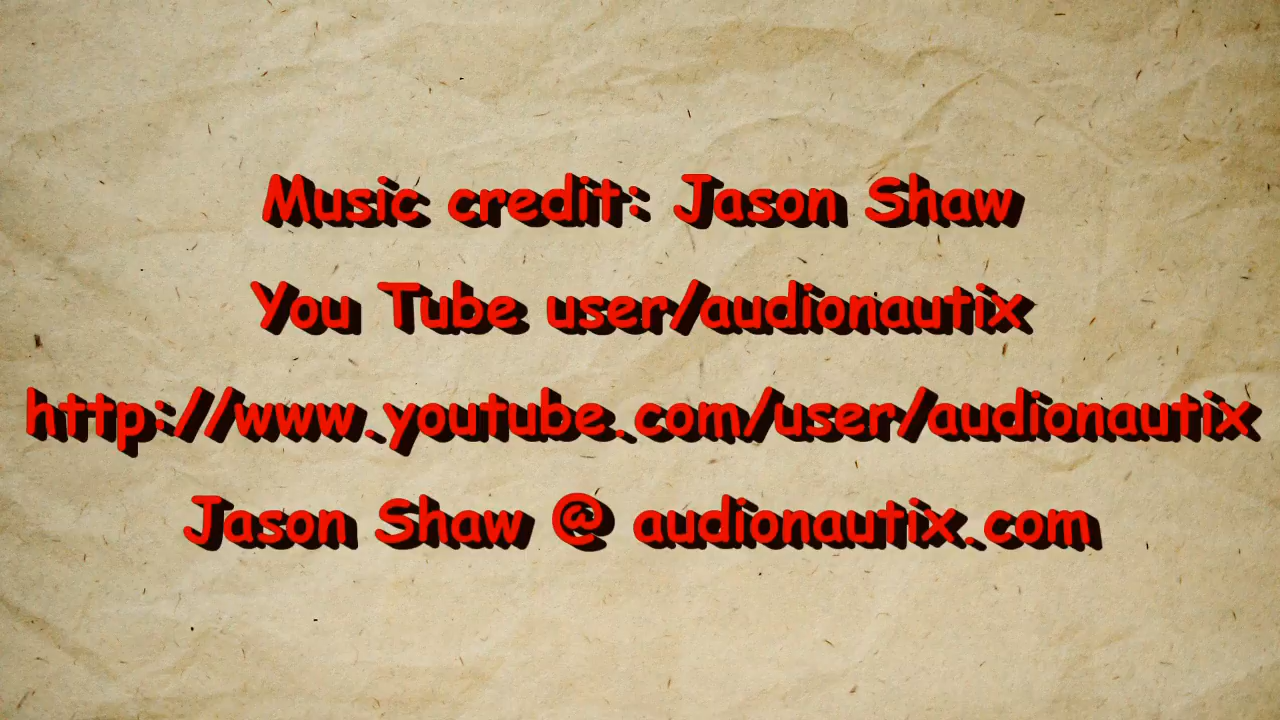 Music credit: Jason Shaw
You Tube user/audionautix
http://www.youtube.com/user/audionautix
Jason Shaw @ audionautix.com